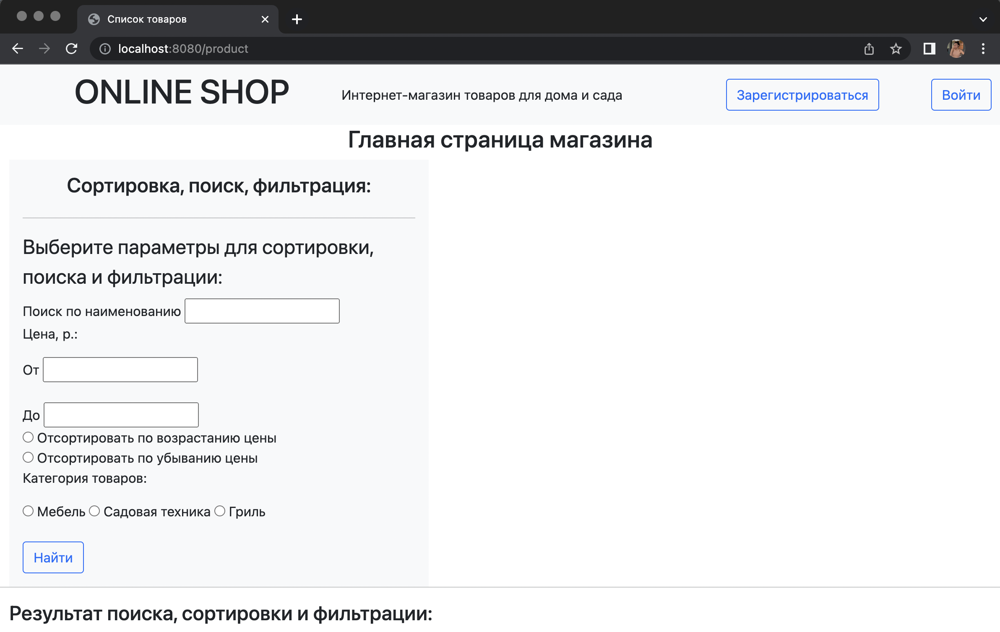 Список товаров
localhost:8080/product
ONLINE SHOP
Интернет-магазин товаров для дома и сада
Зарегистрироваться
Войти
Главная страница магазина
Сортировка, поиск, фильтрация:
Выберите параметры для сортировки,
поиска и фильтрации:
Поиск по наименованию
Цена, р.:
От
До
Отсортировать по возрастанию цены
Отсортировать по убыванию цены
Категория товаров:
Мебель Садовая техника Гриль
Найти
Результат поиска, сортировки и фильтрации: